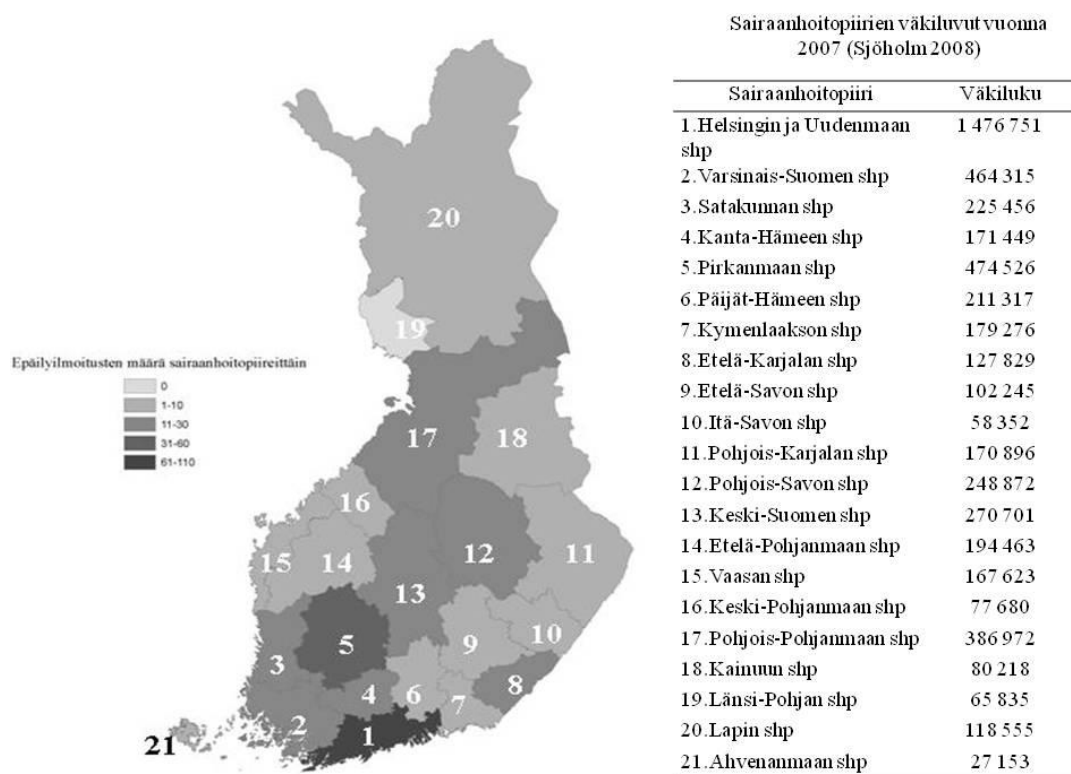 Sairaanhoitopiirien väkiluvut vuonna
2007 (Sjöholm 2008)
Sairaanhoitopiiri Väkiluku
1.Helsingin ja Uudenmaan 1 476 751
shp
2.Varsinais-Suomen shp 464 315
3.Satakunnan shp 225 456
4.Kanta-Hämeen shp 171 449
5.Pirkanmaan shp 474 526
6.Päijät-Hämeen shp 211 317
7.Kymenlaakson shp 179 276
8.Etelä-Karjalan shp 127 829
9.Etelä-Savon shp 102 245
10.Itä-Savon shp 58 352
11.Pohjois-Karjalan shp 170 896
12.Pohjois-Savon shp 248 872
13.Keski-Suomen shp 270 701
14.Etelä-Pohjanmaan shp 194 463
15.Vaasan shp 167 623
16.Keski-Pohjanmaan shp 77 680
17.Pohjois-Pohjanmaan shp 386 972
18.Kainuun shp 80 218
19.Länsi-Pohjan shp 65 835
20.Lapin shp 118 555
21.Ahvenanmaan shp 27 153
Epäilyilmoitusten määrä sairaanhoitopiireittäin
0
1-10
11-30
31-60
61-110
20
19
17
18
16
15
14
12
11
13
5
9
10
3
4
6
8
7
2
1
21